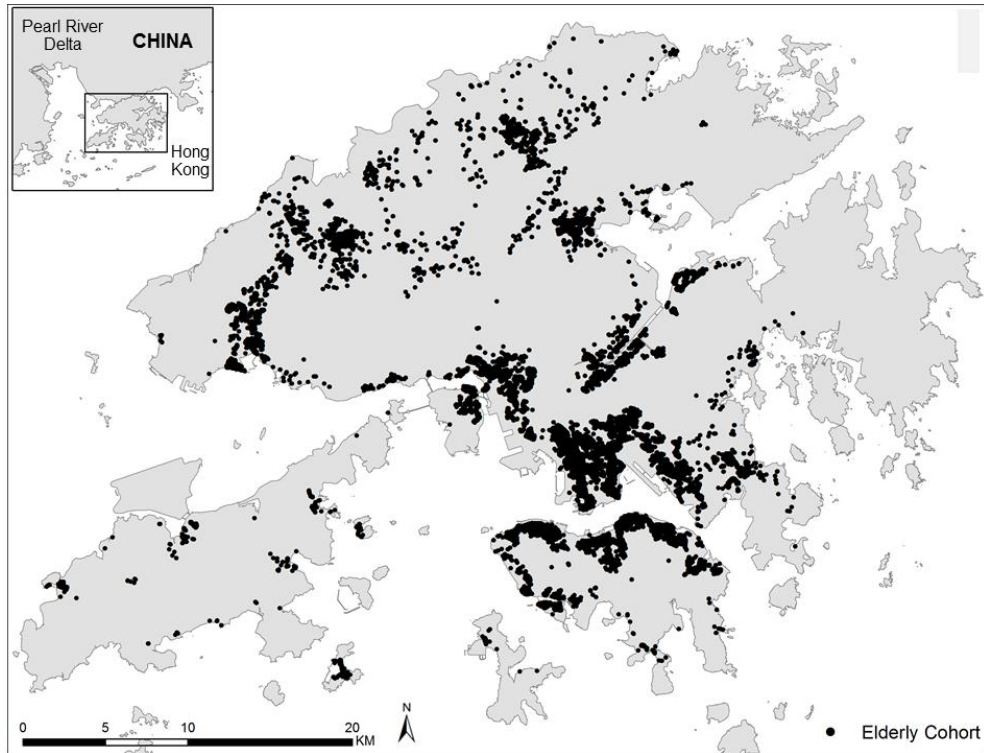 Pearl River
Delta
CHINA
Hong
Kong
N
0 5 10 20
KM
Elderly Cohort